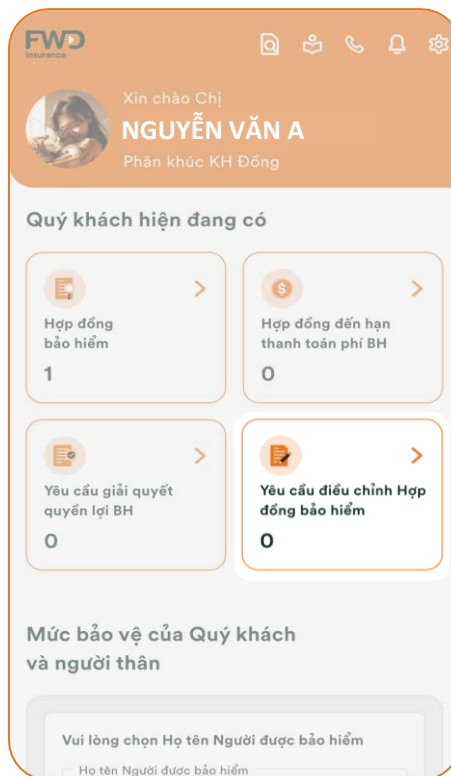 FWD
insurance
Xin chào Chị
NGUYỄN VĂN A
Phân khúc KH Đồng
Quý khách hiện đang có
Hợp đồng
bảo hiểm
1
Hợp đồng đến hạn
thanh toán phí BH
0
Yêu cầu giải quyết
quyền lợi BH
0
Yêu cầu điều chỉnh Hợp
đồng bảo hiểm
0
Mức bảo vệ của Quý khách
và người thân
Vui lòng chọn Họ tên Người được bảo hiểm
Họ tên Người được bảo hiểm